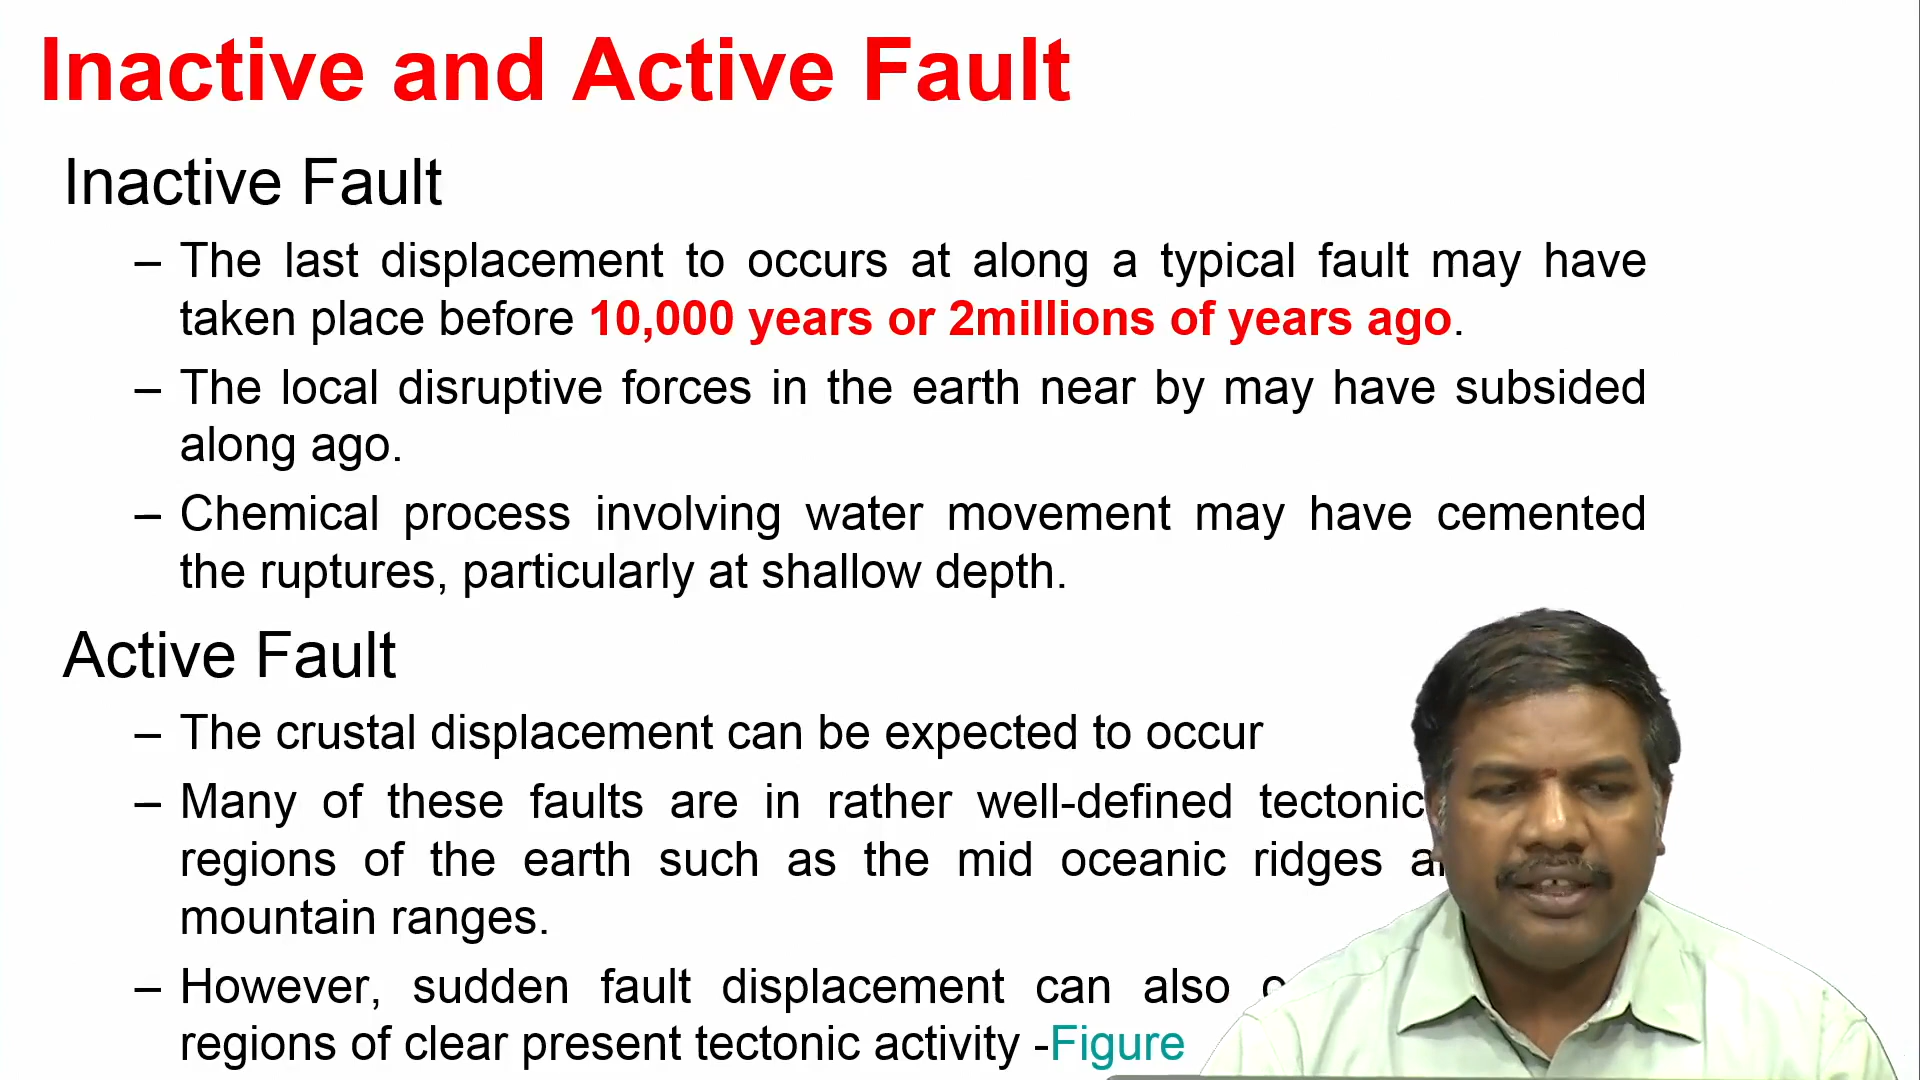 Inactive and Active Fault
Inactive Fault
– The last displacement to occurs at along a typical fault may have
taken place before 10,000 years or 2millions of years ago.
– The local disruptive forces in the earth near by may have subsided
along ago.
– Chemical process involving water movement may have cemented
the ruptures, particularly at shallow depth.
Active Fault
– The crustal displacement can be expected to occur
– Many of these faults are in rather well-defined tectonic
regions of the earth such as the mid oceanic ridges
mountain ranges.
– However, sudden fault displacement can also
regions of clear present tectonic activity -Figure